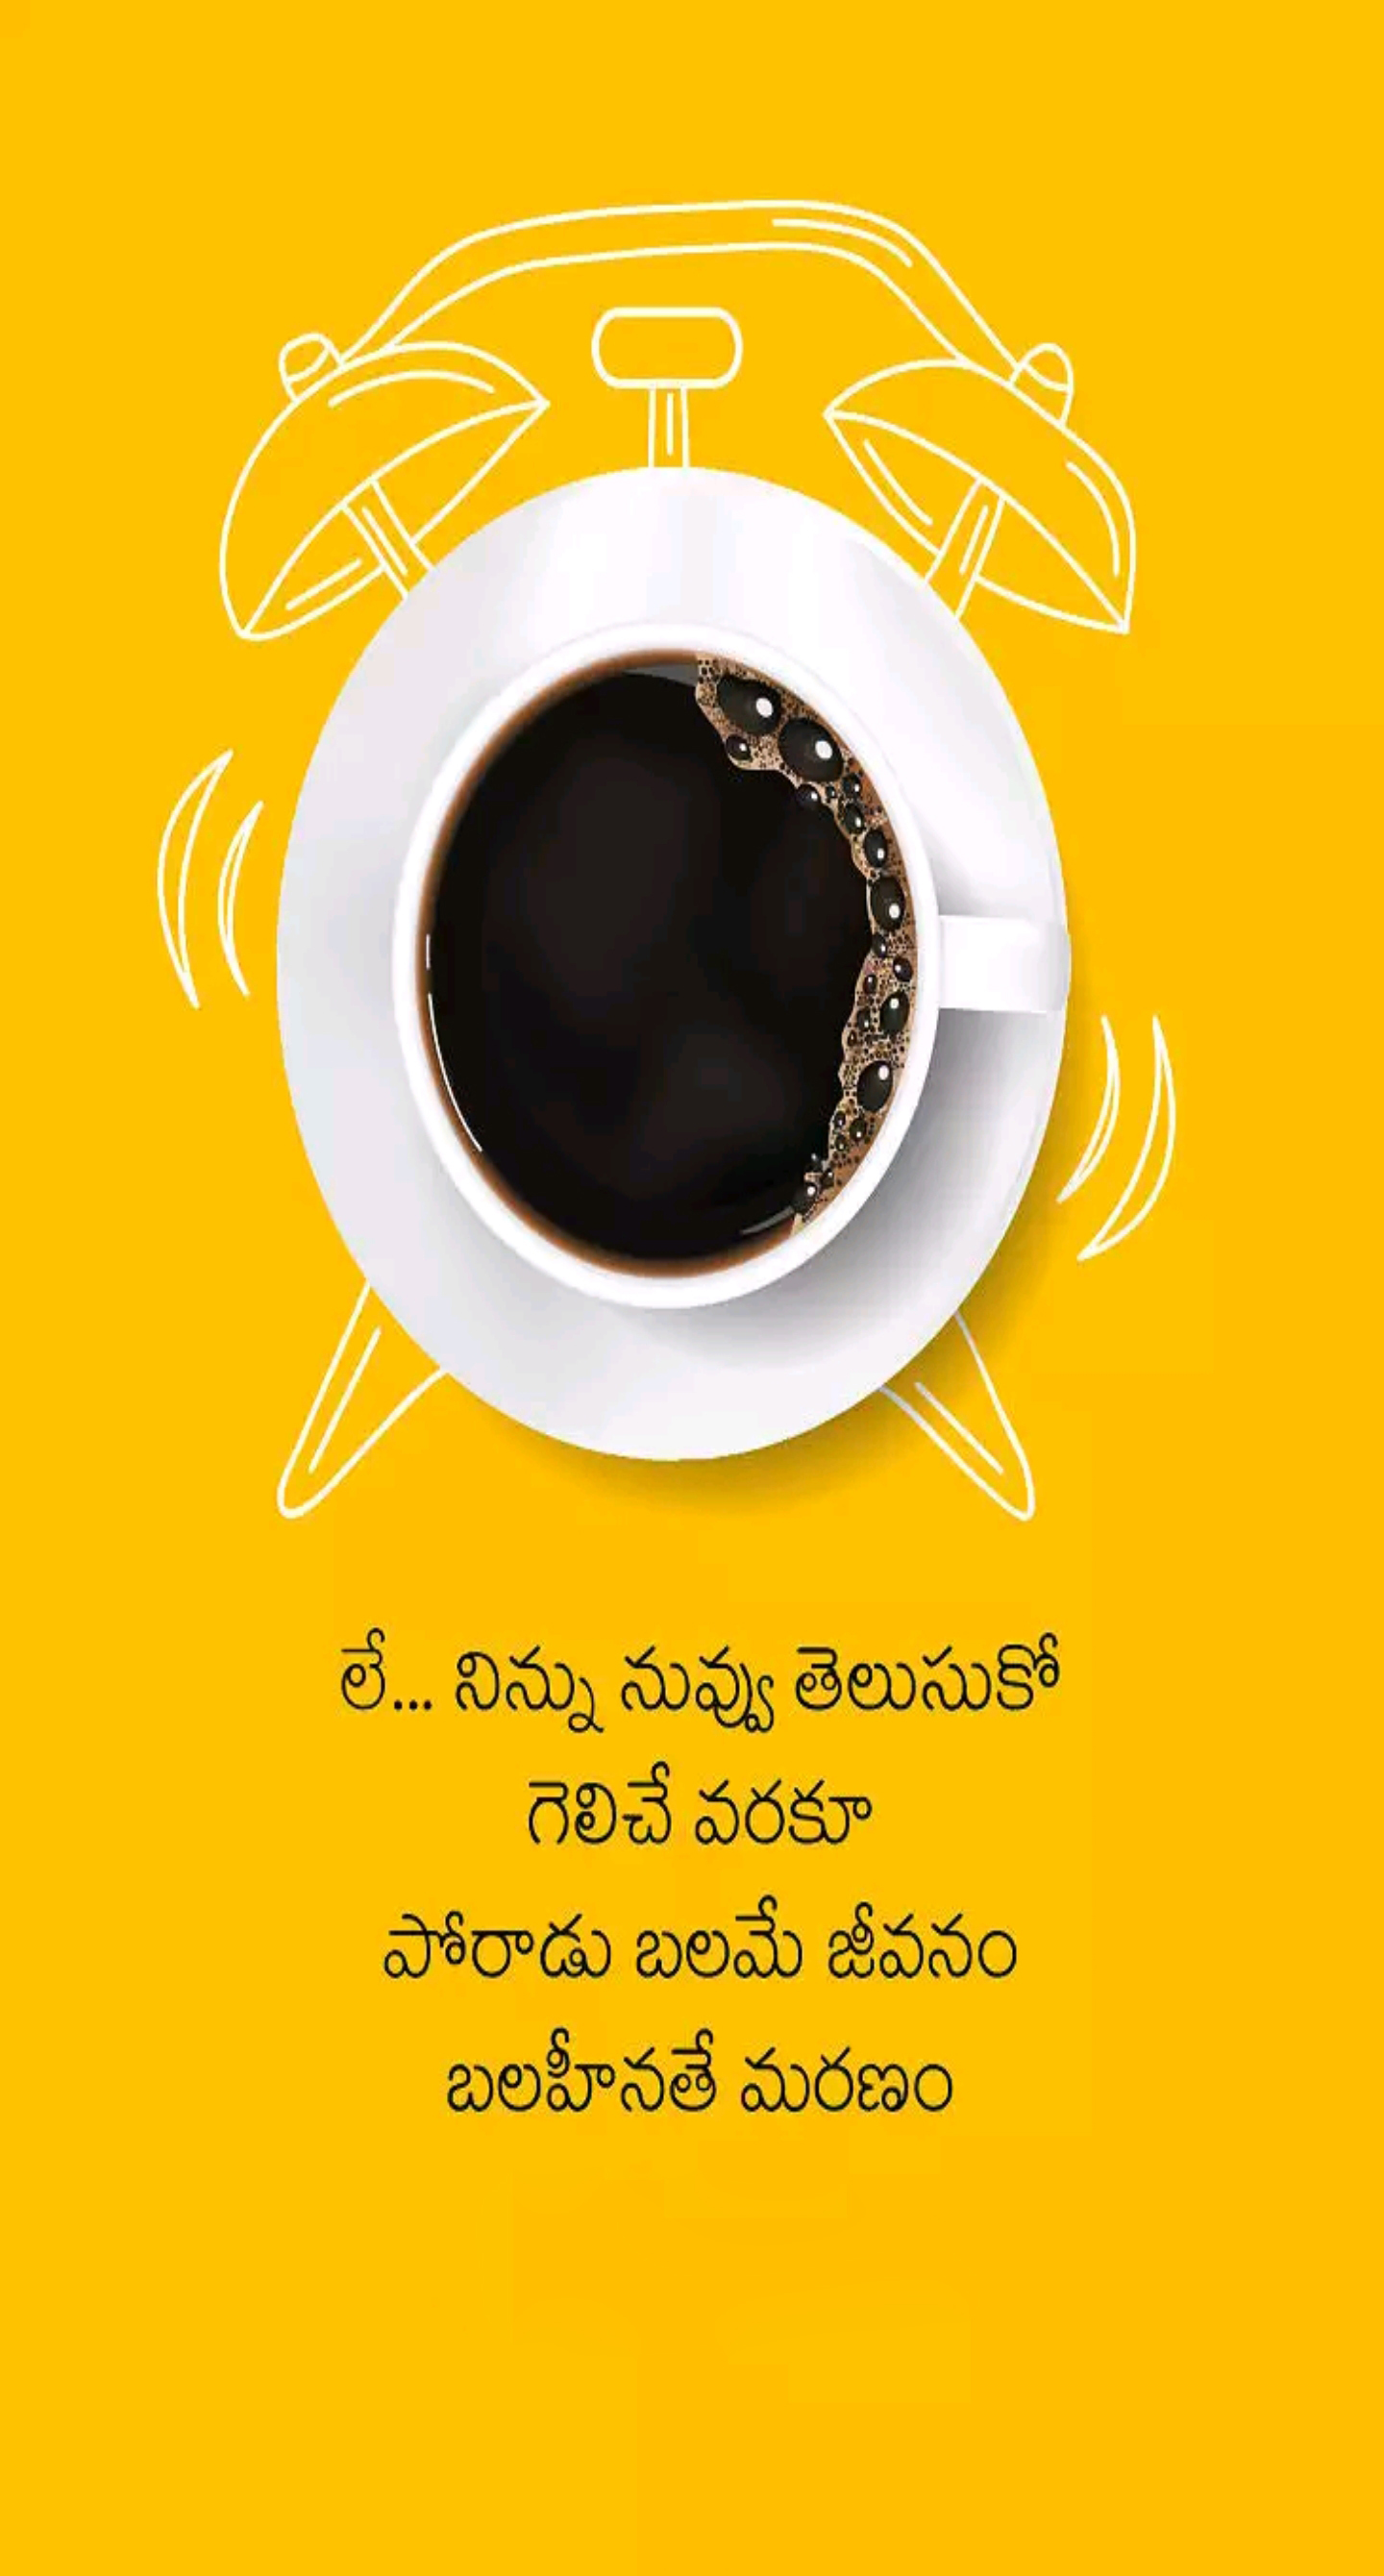 లే... నిన్ను నువ్వు తెలుసుకో
గెలిచే వరకూ
పోరాడు బలమే జీవనం
బలహీనతే మరణం